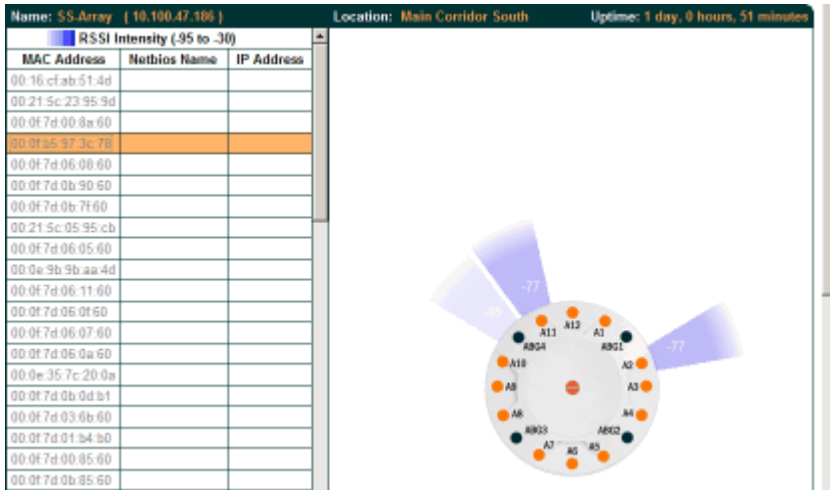 Name: SS-Array ( 10.100.47.186 ) Location: Main Corridor South Uptime: 1 day, 0 hours, 51 minutes
RSSI Intensity (-95 to -30)
MAC Address Netbios Name IP Address
00:16:cf:ab:51:4d
00:21:5c:23:95:9d
00:0f:7d:00:8a:60
00:0f:b5:97:3c:78
00:0f:7d:06:08:60
00:0f:7d:0b:90:60
00:0f:7d:0b:7f:60
00:21:5c:05:95:cb
00:0f:7d:06:05:60
00:0e:9b:9b:aa:4d
00:0f:7d:06:11:60
00:0f:7d:06:0f:60
00:0f:7d:06:07:60
00:0f:7d:06:0a:60
00:0e:35:7c:20:0a
00:0f:7d:0b:0d:b1
00:0f:7d:03:6b:60
00:0f:7d:01:b4:b0
00:0f:7d:00:85:60
00:0f:7d:0b:85:60
-77
-89
-77
A12
A11 A1
ABG4 ABG1
A10 A2
A9 A3
A8 A4
ABG3 ABG2
A7 A5
A6